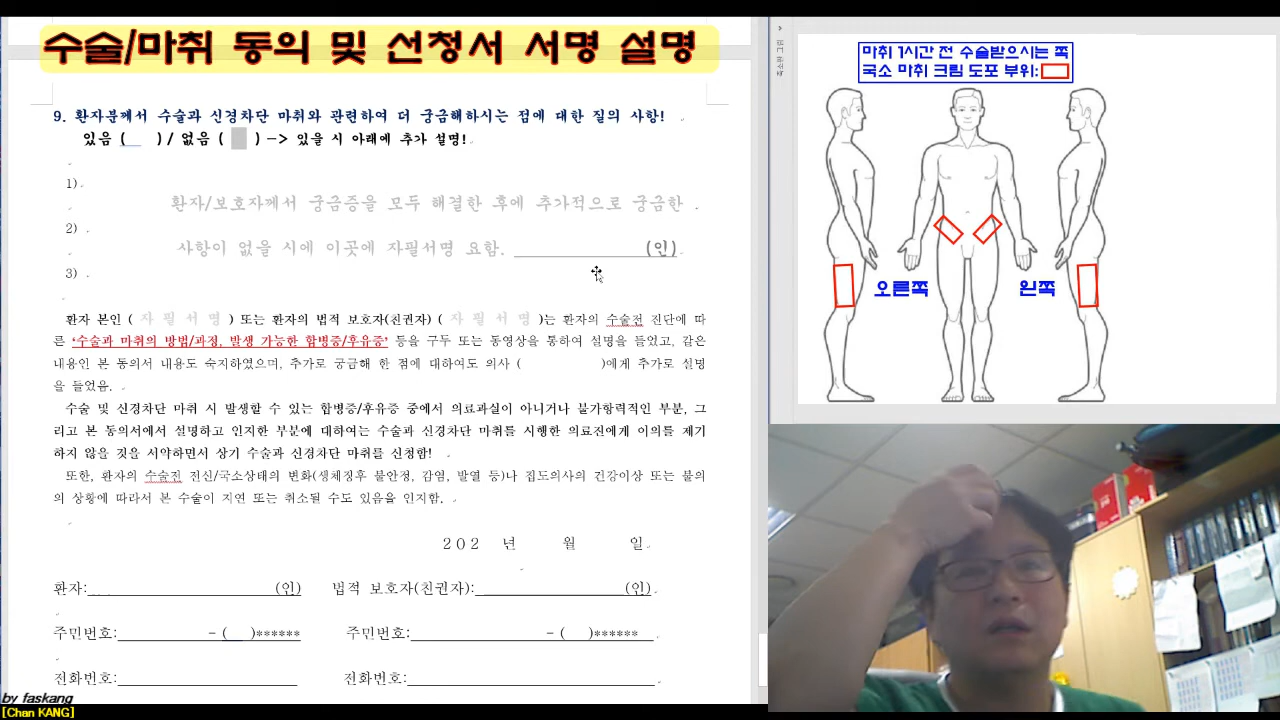 수술/마취 동의 및 신청서 서명 설명
9. 환자분께서 수술과 신경차단 마취와 관련하여 더 궁금해하시는 점에 대한 질의 사항!
있음 (   ) / 없음 (   ) –> 있을 시 아래에 추가 설명!
1)
환자/보호자께서 궁금증을 모두 해결한 후에 추가적으로 궁금한
2)
사항이 없을 시에 이곳에 자필서명 요함. ____________(인)
3)
환자 본인 ( 자 필 서 명 ) 또는 환자의 법적 보호자(친권자) ( 자 필 서 명 )는 환자의 수술전 진단에 따
른 ‘수술과 마취의 방법/과정, 발생 가능한 합병증/후유증’ 등을 구두 또는 동영상을 통하여 설명을 들었고, 같은
내용인 본 동의서 내용도 숙지하였으며, 추가로 궁금해 한 점에 대하여도 의사 (          )에게 추가로 설명
을 들었음.
수술 및 신경차단 마취 시 발생할 수 있는 합병증/후유증 중에서 의료과실이 아니거나 불가항력적인 부분, 그
리고 본 동의서에서 설명하고 인지한 부분에 대하여는 수술과 신경차단 마취를 시행한 의료진에게 이의를 제기
하지 않을 것을 서약하면서 상기 수술과 신경차단 마취를 신청함!
또한, 환자의 수술전 전신/국소상태의 변화(생체징후 불안정, 감염, 발열 등)나 집도의사의 건강이상 또는 불의
의 상황에 따라서 본 수술이 지연 또는 취소될 수도 있음을 인지함.
202   년   월   일
환자:____________(인)   법적 보호자(친권자):____________(인)
주민번호:________ - (   )******   주민번호:________ - (   )******
전화번호:____________   전화번호:____________
by faskang
[Chan KANG]
마취 1시간 전 수술받으시는 쪽
국소 마취 크림 도포 부위:
오른쪽
왼쪽